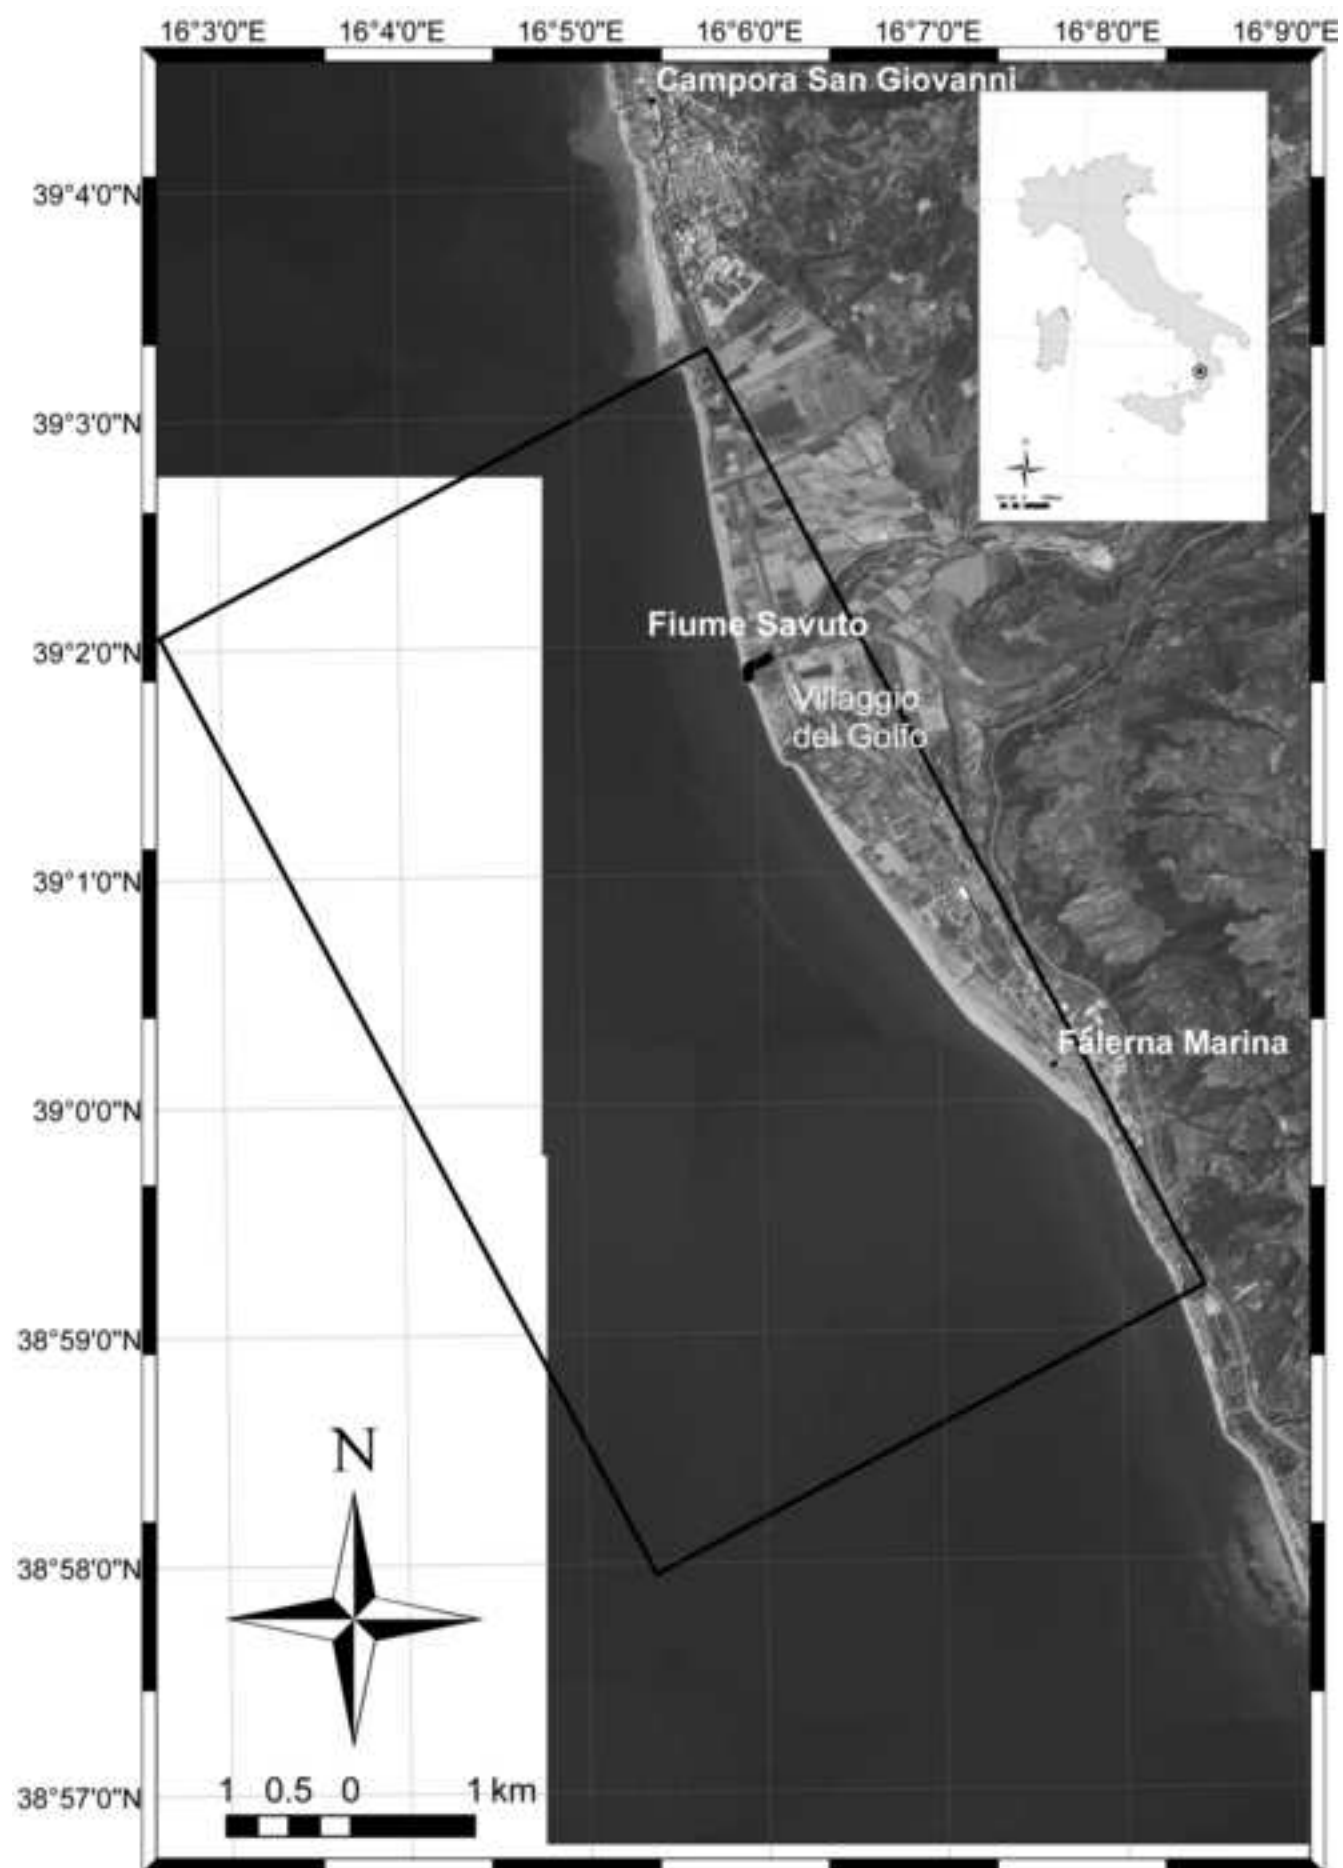 16°3'0"E 16°4'0"E 16°5'0"E 16°6'0"E 16°7'0"E 16°8'0"E 16°9'0"E
Campora San Giovanni
39°4'0"N
39°3'0"N
Fiume Savuto
39°2'0"N
Villaggio
del Golfo
39°1'0"N
Falerna Marina
39°0'0"N
38°59'0"N
N
38°58'0"N
1 0.5 0 1 km
38°57'0"N